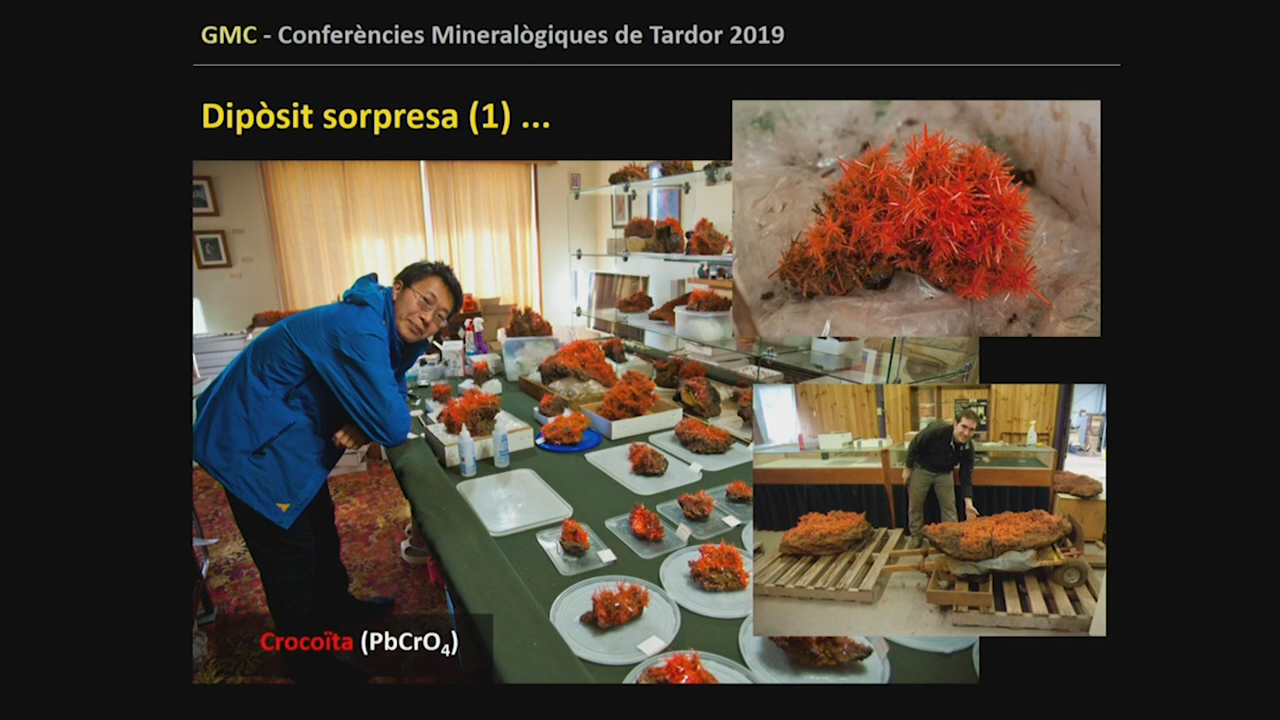 GMC - Conferències Mineralògiques de Tardor 2019
Dipòsit sorpresa (1) ...
Crocoïta (PbCrO₄)